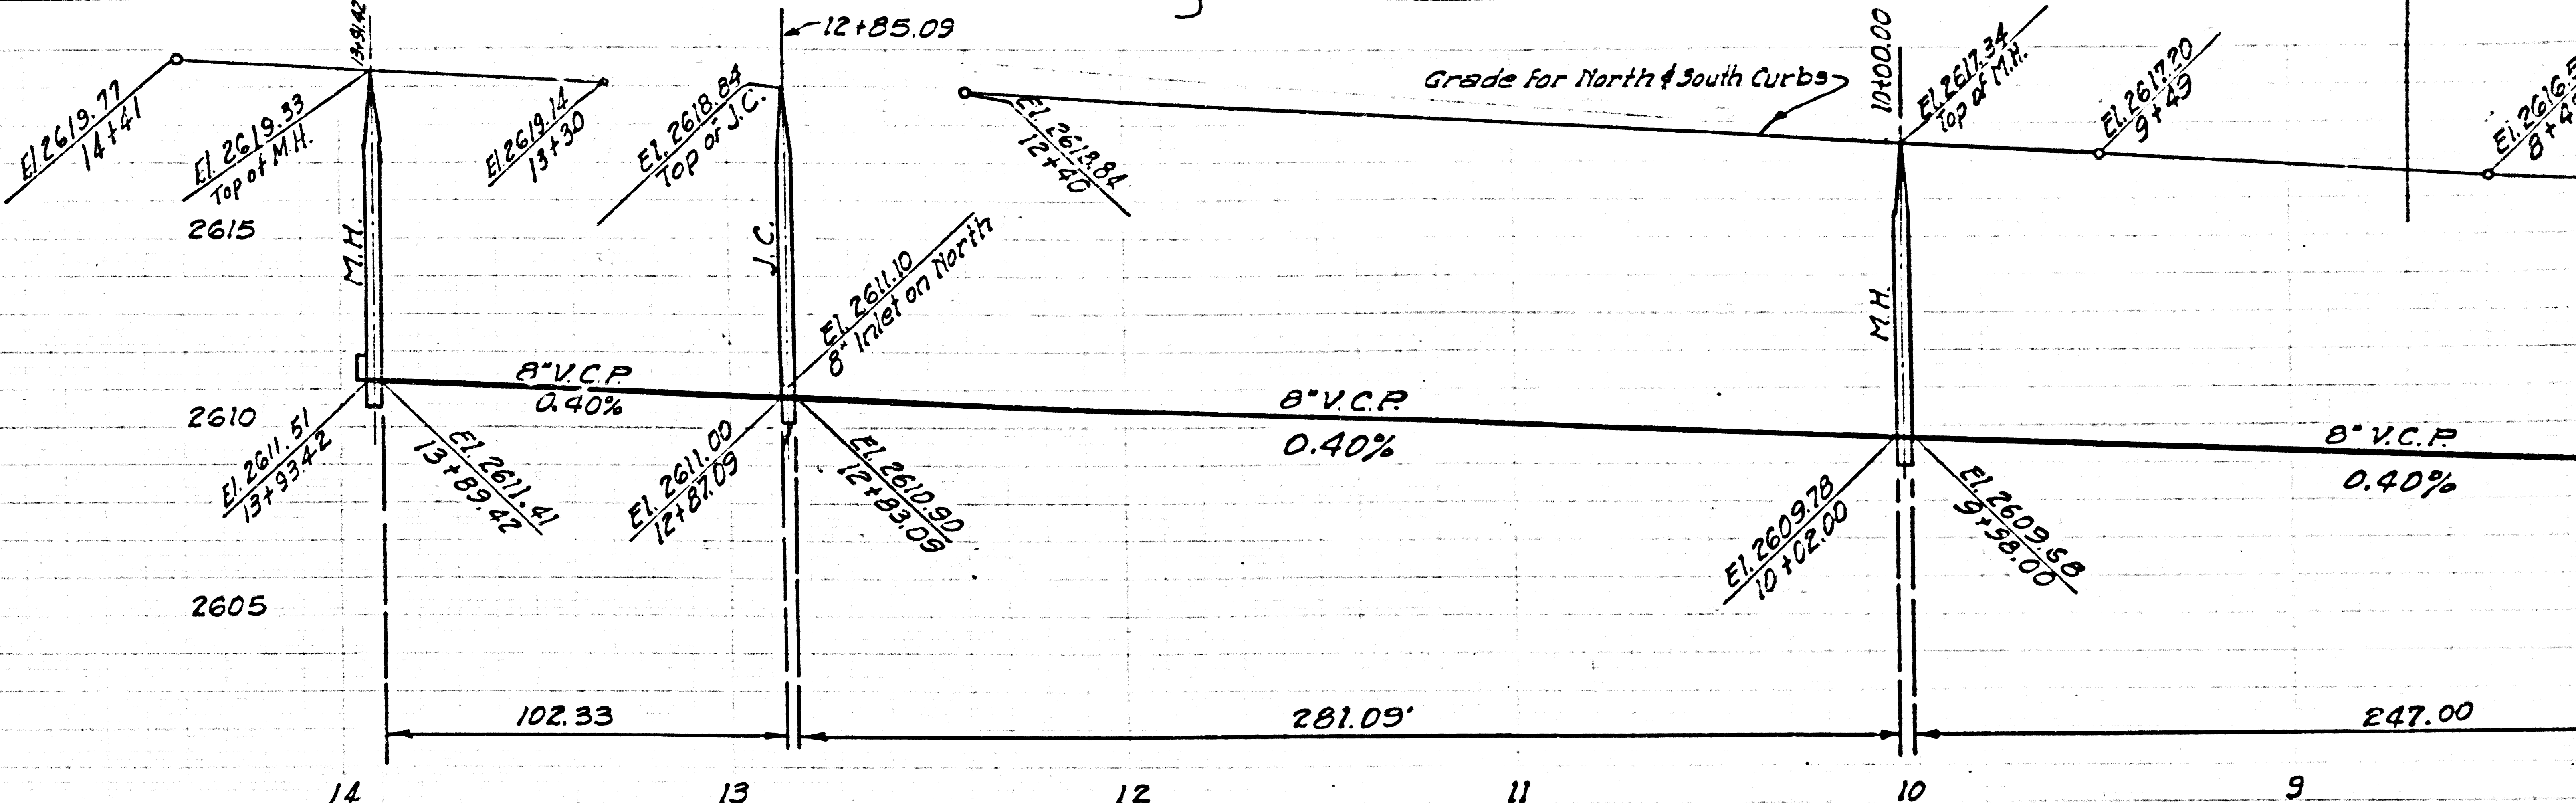 13+91.42
12+85.09
10+00.00
El. 2619.77
14+41
El. 2619.33
Top of M.H.
El. 2619.14
13+30
El. 2618.84
Top of J.C.
El. 2618.84
12+40
Grade for North & South Curbs
El. 2617.34
Top of M.H.
El. 2617.20
9+49
El. 2616.5
8+4
2615
M.H.
J.C.
El. 2611.10
8" Inlet on North
M.H.
8" V.C.P.
0.40%
8" V.C.P.
0.40%
8" V.C.P.
0.40%
2610
El. 2611.51
13+93.42
El. 2611.41
13+89.42
El. 2611.00
12+87.09
El. 2610.90
12+83.09
El. 2609.78
10+02.00
El. 2609.58
9+98.00
2605
102.33
281.09'
247.00
14
13
12
11
10
9